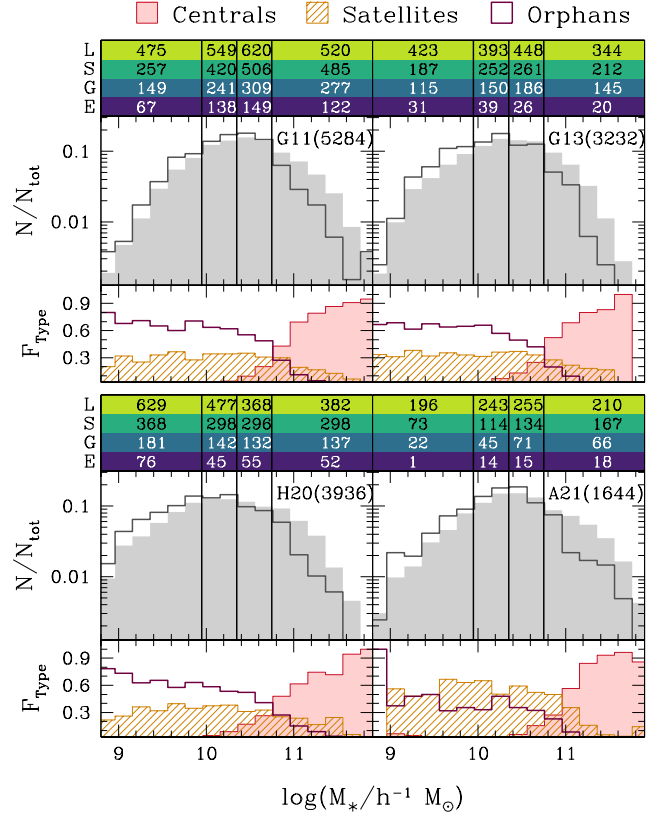 Centrals Satellites Orphans
L 475 549 620 520 423 393 448 344
S 257 420 506 485 187 252 261 212
G 149 241 309 277 115 150 186 145
E 67 138 149 122 31 39 26 20
G11(5284) G13(3232)
N/N_tot
0.1
0.01
F_Type
0.9
0.6
0.3
L 629 477 368 382 196 243 255 210
S 368 298 296 298 73 114 134 167
G 181 142 132 137 22 45 71 66
E 76 45 55 52 1 14 15 18
H20(3936) A21(1644)
N/N_tot
0.1
0.01
F_Type
0.9
0.6
0.3
9 10 11 9 10 11
log(M_*/h⁻¹ M_⊙)